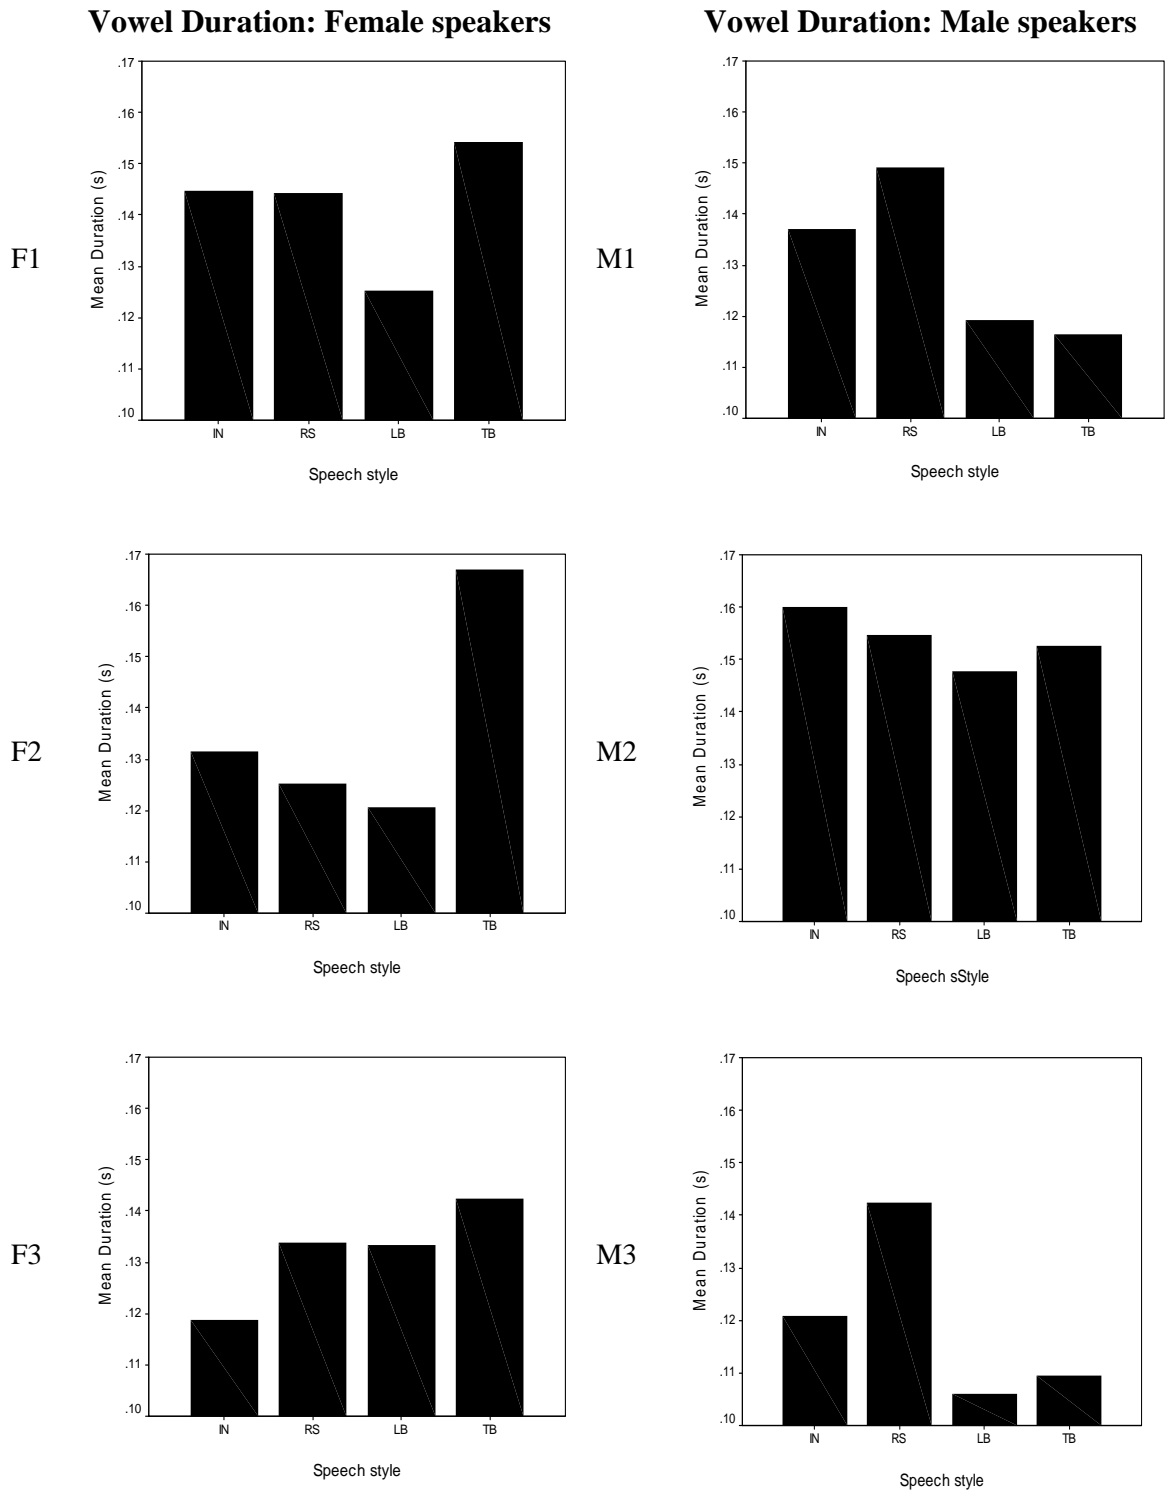 Vowel Duration: Female speakers
Vowel Duration: Male speakers
F1
Mean Duration (s)
.17
.16
.15
.14
.13
.12
.11
.10
IN RS LB TB
Speech style
M1
Mean Duration (s)
.17
.16
.15
.14
.13
.12
.11
.10
IN RS LB TB
Speech style
F2
Mean Duration (s)
.17
.16
.15
.14
.13
.12
.11
.10
IN RS LB TB
Speech style
M2
Mean Duration (s)
.17
.16
.15
.14
.13
.12
.11
.10
IN RS LB TB
Speech sStyle
F3
Mean Duration (s)
.17
.16
.15
.14
.13
.12
.11
.10
IN RS LB TB
Speech style
M3
Mean Duration (s)
.17
.16
.15
.14
.13
.12
.11
.10
IN RS LB TB
Speech style